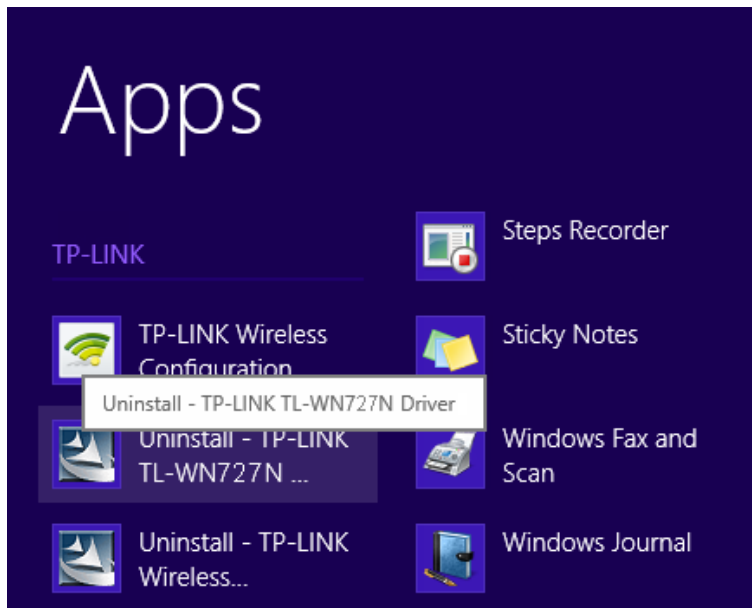 Apps
TP-LINK
TP-LINK Wireless
Configuration
Uninstall - TP-LINK TL-WN727N Driver
Uninstall - TP-LINK
TL-WN727N ...
Uninstall - TP-LINK
Wireless...
Steps Recorder
Sticky Notes
Windows Fax and
Scan
Windows Journal